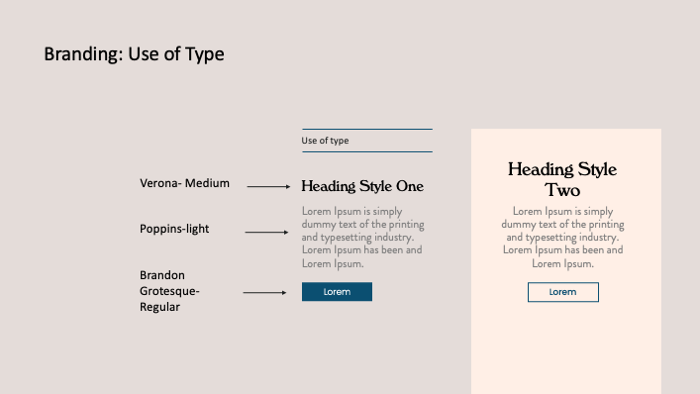 Branding: Use of Type
Use of type
Verona- Medium
Heading Style One
Poppins-light
Lorem Ipsum is simply
dummy text of the printing
and typesetting industry.
Lorem Ipsum has been and
Lorem Ipsum.
Brandon
Grotesque-
Regular
Lorem
Heading Style
Two
Lorem Ipsum is simply
dummy text of the printing
and typesetting industry.
Lorem Ipsum has been and
Lorem Ipsum.
Lorem